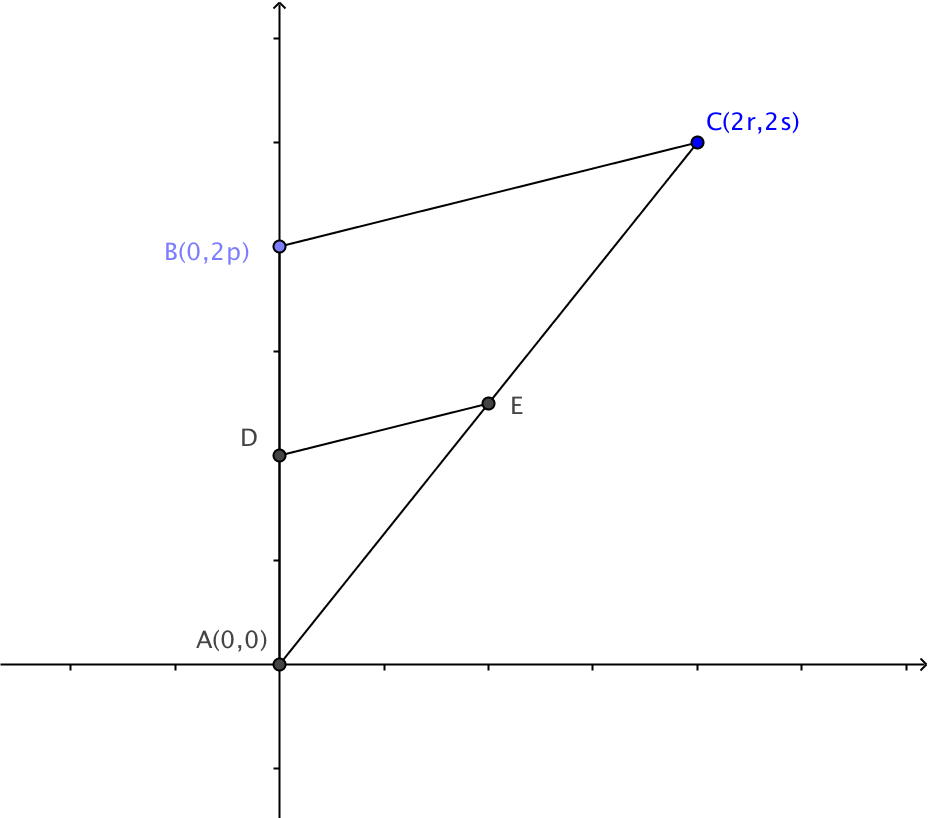 C(2r,2s)
B(0,2p)
E
D
A(0,0)